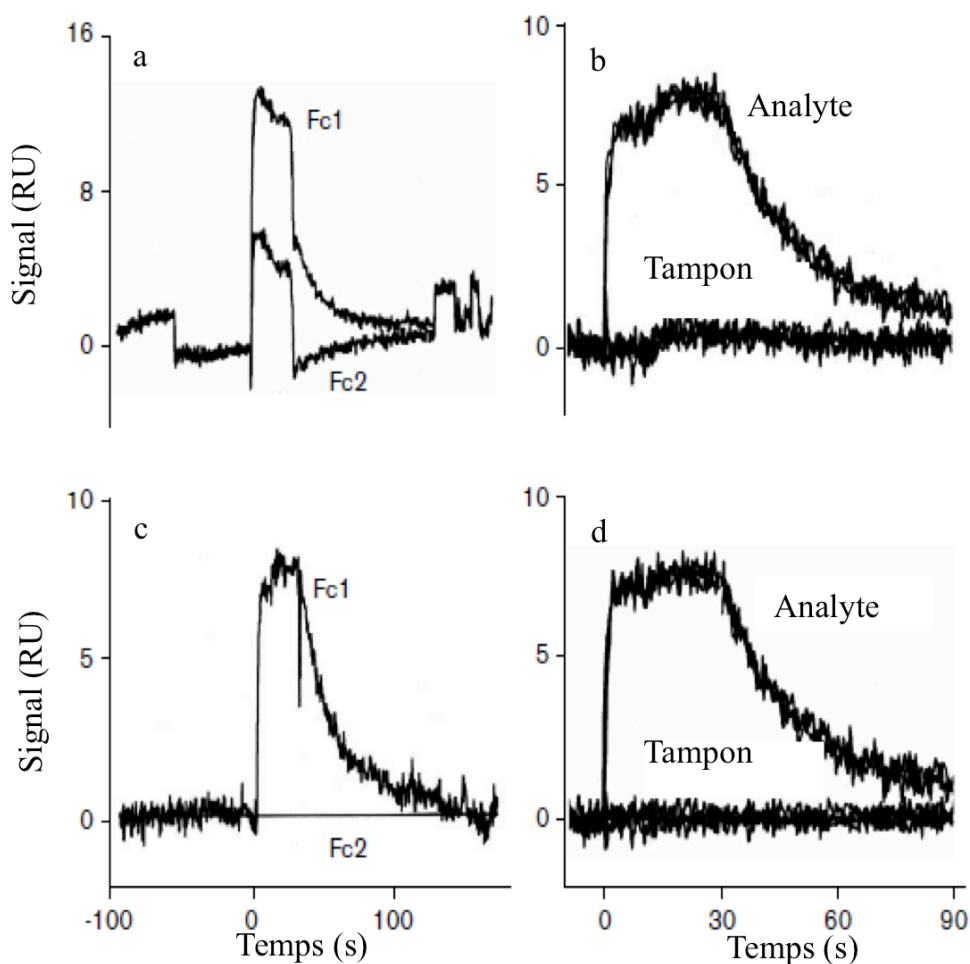 16
a
Fc1
8
Signal (RU)
0
Fc2
10
b
Analyte
5
Tampon
0
10
c
Fc1
5
Signal (RU)
0
Fc2
-100
0
100
Temps (s)
10
d
Analyte
5
Tampon
0
0
30
60
90
Temps (s)